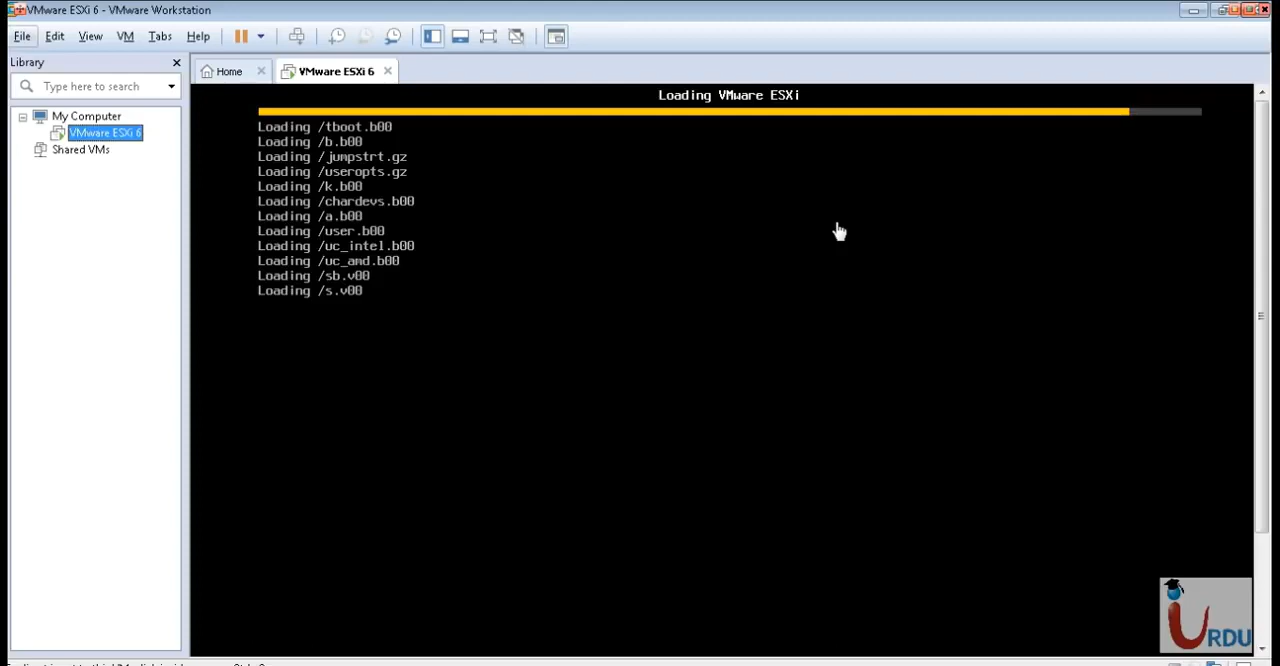 VMware ESXi 6 - VMware Workstation
File Edit View VM Tabs Help
Library
Type here to search
My Computer
VMware ESXi 6
Shared VMs
Home
VMware ESXi 6
Loading VMware ESXi
Loading /tboot.b00
Loading /b.b00
Loading /jumpstrt.gz
Loading /useropts.gz
Loading /k.b00
Loading /chardevs.b00
Loading /a.b00
Loading /user.b00
Loading /uc_intel.b00
Loading /uc_amd.b00
Loading /sb.v00
Loading /s.v00
iURDU